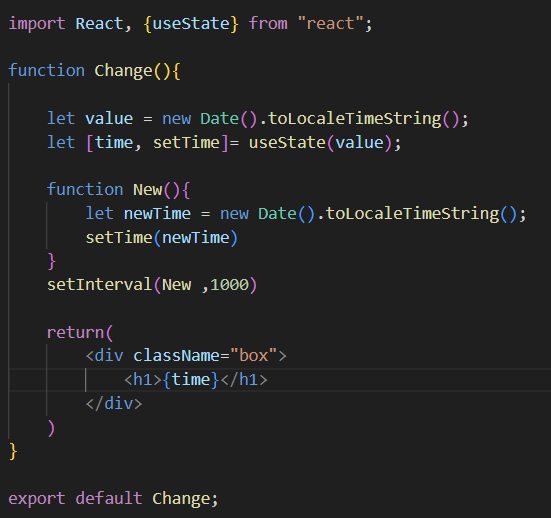 import React, {useState} from "react";
function Change(){
let value = new Date().toLocaleTimeString();
let [time, setTime]= useState(value);
function New(){
let newTime = new Date().toLocaleTimeString();
setTime(newTime)
}
setInterval(New ,1000)
return(
<div className="box">
<h1>{time}</h1>
</div>
)
}
export default Change;